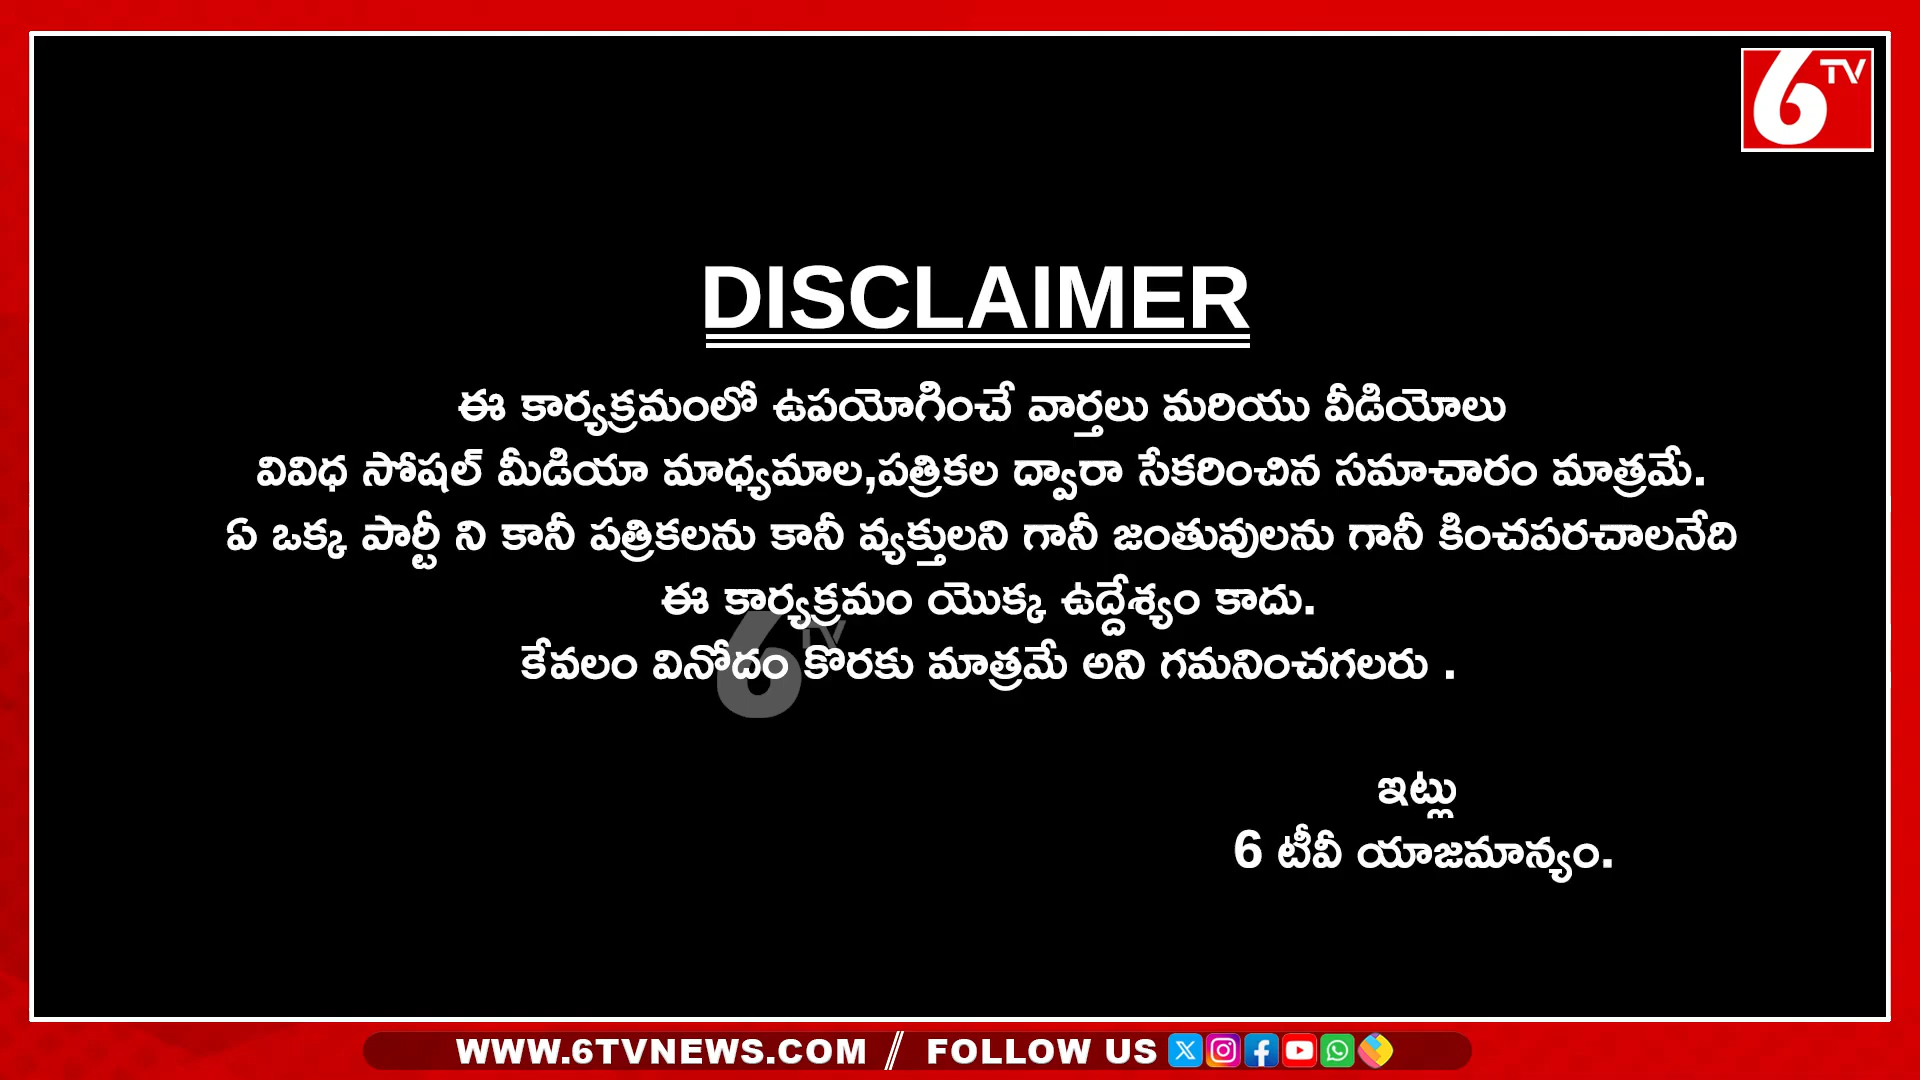 6TV
DISCLAIMER
ఈ కార్యక్రమంలో ఉపయోగించే వార్తలు మరియు వీడియోలు
వివిధ సోషల్ మీడియా మాధ్యమాల,పత్రికల ద్వారా సేకరించిన సమాచారం మాత్రమే.
ఏ ఒక్క పార్టీ ని కానీ పత్రికలను కానీ వ్యక్తులని గానీ జంతువులను గానీ కించపరచాలనేది
ఈ కార్యక్రమం యొక్క ఉద్దేశ్యం కాదు.
6TV
కేవలం వినోదం కొరకు మాత్రమే అని గమనించగలరు .
ఇట్లు
6 టీవీ యాజమాన్యం.
WWW.6TVNEWS.COM // FOLLOW US